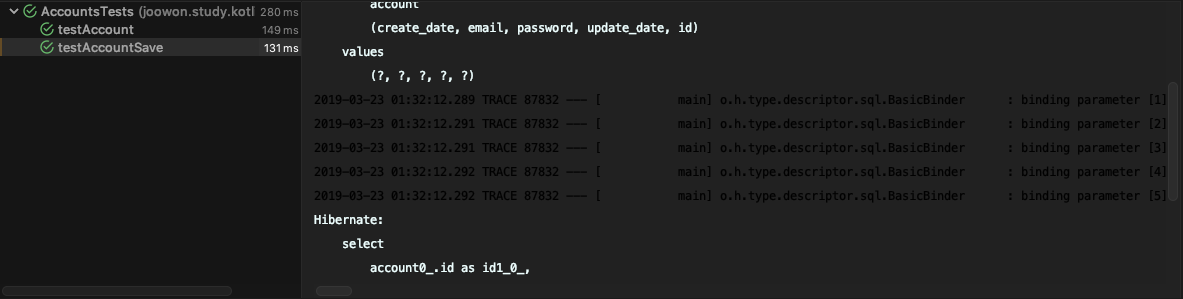 AccountsTests (joowon.study.kotl 280 ms
testAccount 149 ms
testAccountSave 131 ms
account
(create_date, email, password, update_date, id)
values
(?, ?, ?, ?, ?)
2019-03-23 01:32:12.289 TRACE 87832 --- [           main] o.h.type.descriptor.sql.BasicBinder      : binding parameter [1]
2019-03-23 01:32:12.291 TRACE 87832 --- [           main] o.h.type.descriptor.sql.BasicBinder      : binding parameter [2]
2019-03-23 01:32:12.291 TRACE 87832 --- [           main] o.h.type.descriptor.sql.BasicBinder      : binding parameter [3]
2019-03-23 01:32:12.292 TRACE 87832 --- [           main] o.h.type.descriptor.sql.BasicBinder      : binding parameter [4]
2019-03-23 01:32:12.292 TRACE 87832 --- [           main] o.h.type.descriptor.sql.BasicBinder      : binding parameter [5]
Hibernate:
select
account0_.id as id1_0_,